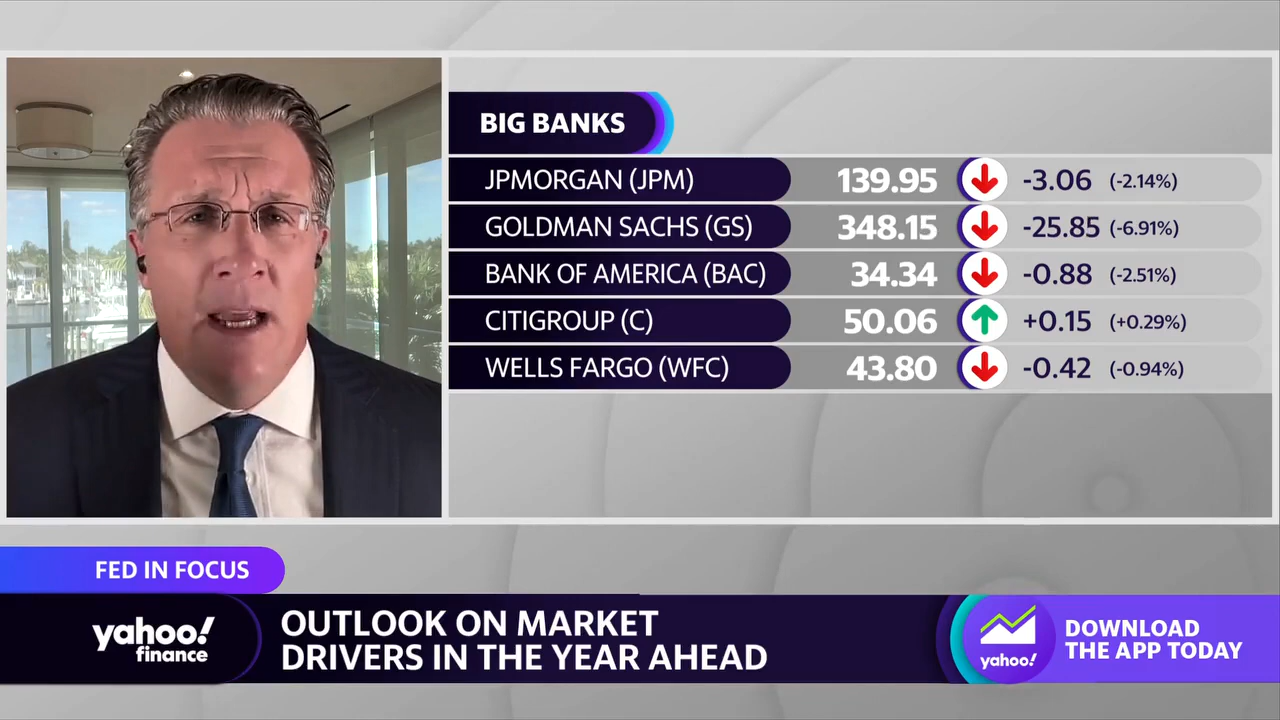 BIG BANKS
JPMORGAN (JPM) 139.95 -3.06 (-2.14%)
GOLDMAN SACHS (GS) 348.15 -25.85 (-6.91%)
BANK OF AMERICA (BAC) 34.34 -0.88 (-2.51%)
CITIGROUP (C) 50.06 +0.15 (+0.29%)
WELLS FARGO (WFC) 43.80 -0.42 (-0.94%)
FED IN FOCUS
yahoo!
finance
OUTLOOK ON MARKET
DRIVERS IN THE YEAR AHEAD
yahoo!
DOWNLOAD
THE APP TODAY